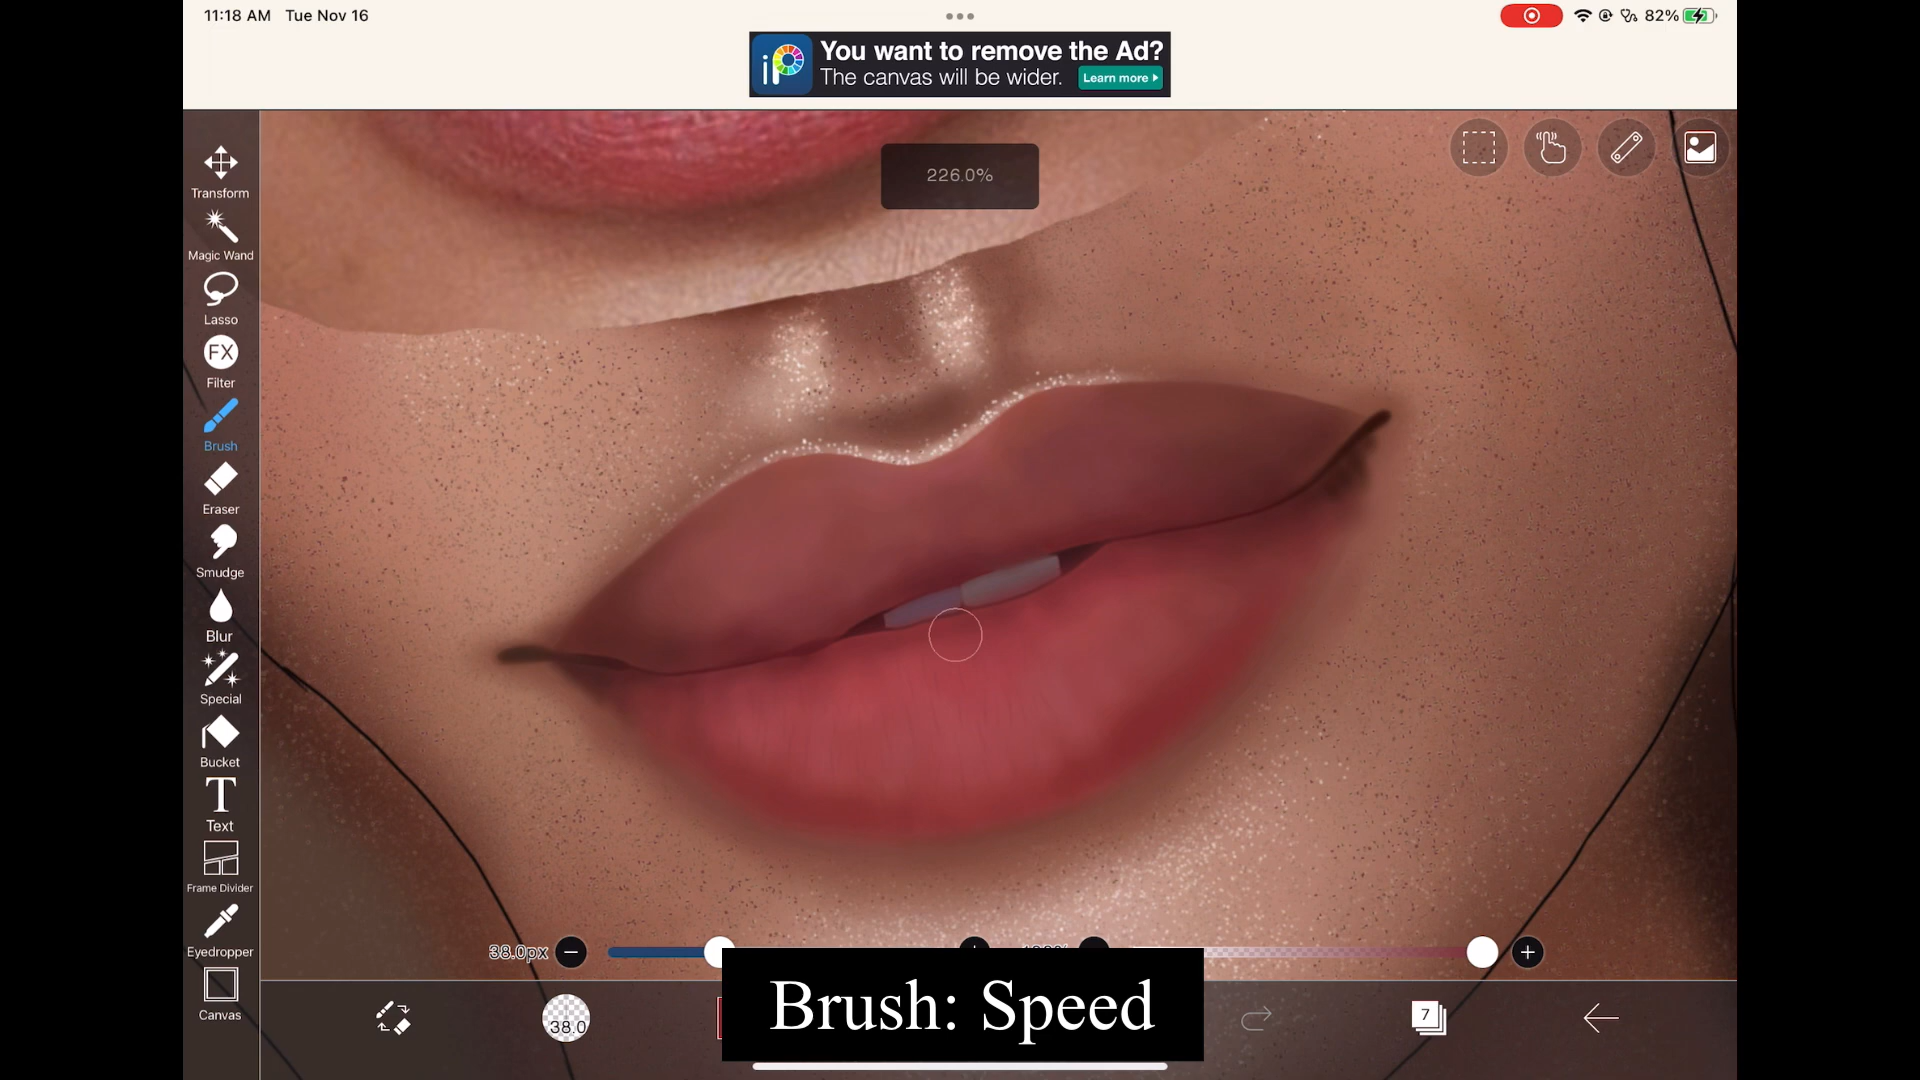 11:18 AM Tue Nov 16
82%
iP
You want to remove the Ad?
The canvas will be wider.
Learn more
226.0%
Transform
Magic Wand
Lasso
FX
Filter
Brush
Eraser
Smudge
Blur
Special
Bucket
T
Text
Frame Divider
Eyedropper
Canvas
38.0px
38.0
7
Brush: Speed